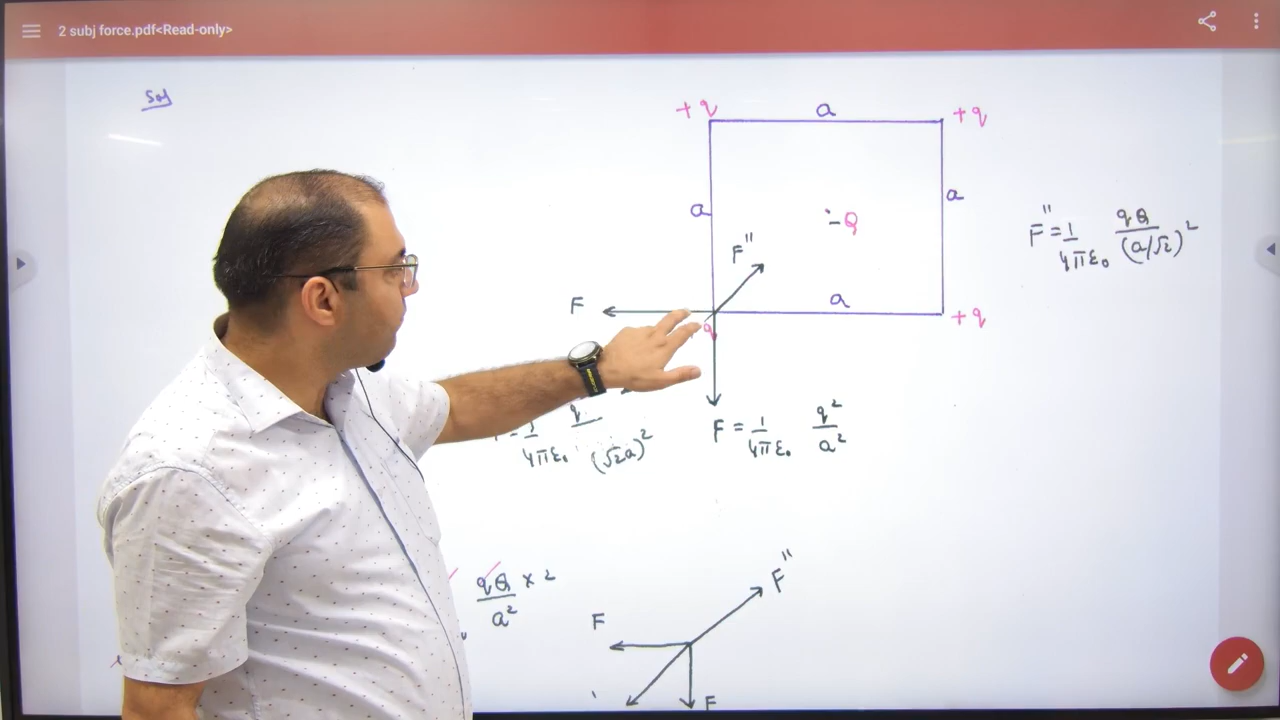 2 subj force.pdf<Read-only>
Sol
+q a +q
a a
-Q
F" = 1/4πε₀ qQ/(a/√2)²
F"
F a
q +q
q
4πε₀ (√2a)²
F = 1/4πε₀ q²/a²
qQ/a² × 2
F"
F
F